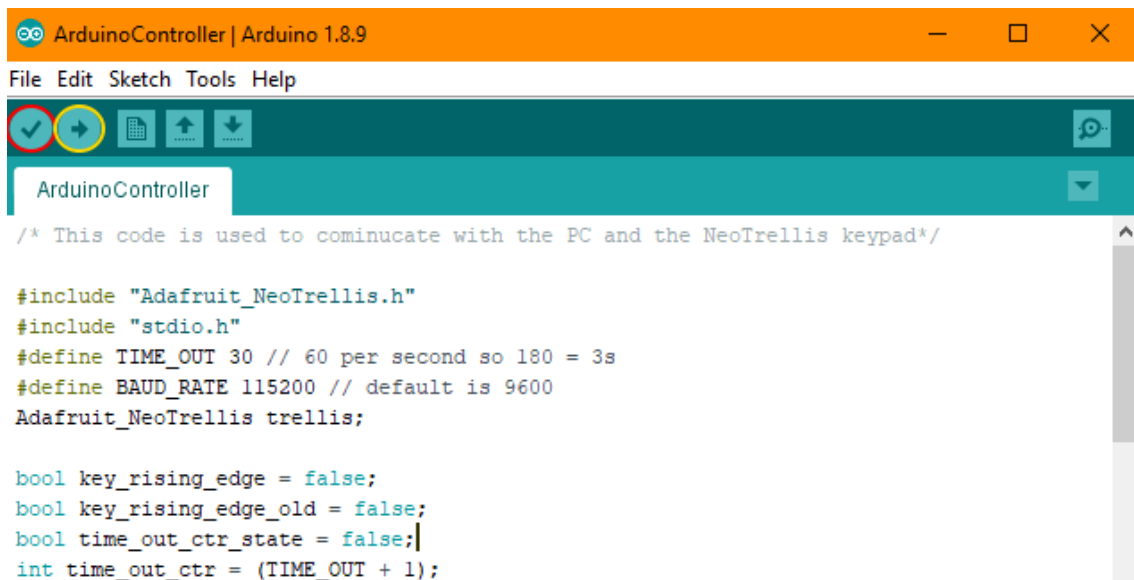 ArduinoController | Arduino 1.8.9
File Edit Sketch Tools Help
ArduinoController
/* This code is used to cominucate with the PC and the NeoTrellis keypad*/
#include "Adafruit_NeoTrellis.h"
#include "stdio.h"
#define TIME_OUT 30 // 60 per second so 180 = 3s
#define BAUD_RATE 115200 // default is 9600
Adafruit_NeoTrellis trellis;
bool key_rising_edge = false;
bool key_rising_edge_old = false;
bool time_out_ctr_state = false;
int time_out_ctr = (TIME_OUT + 1);